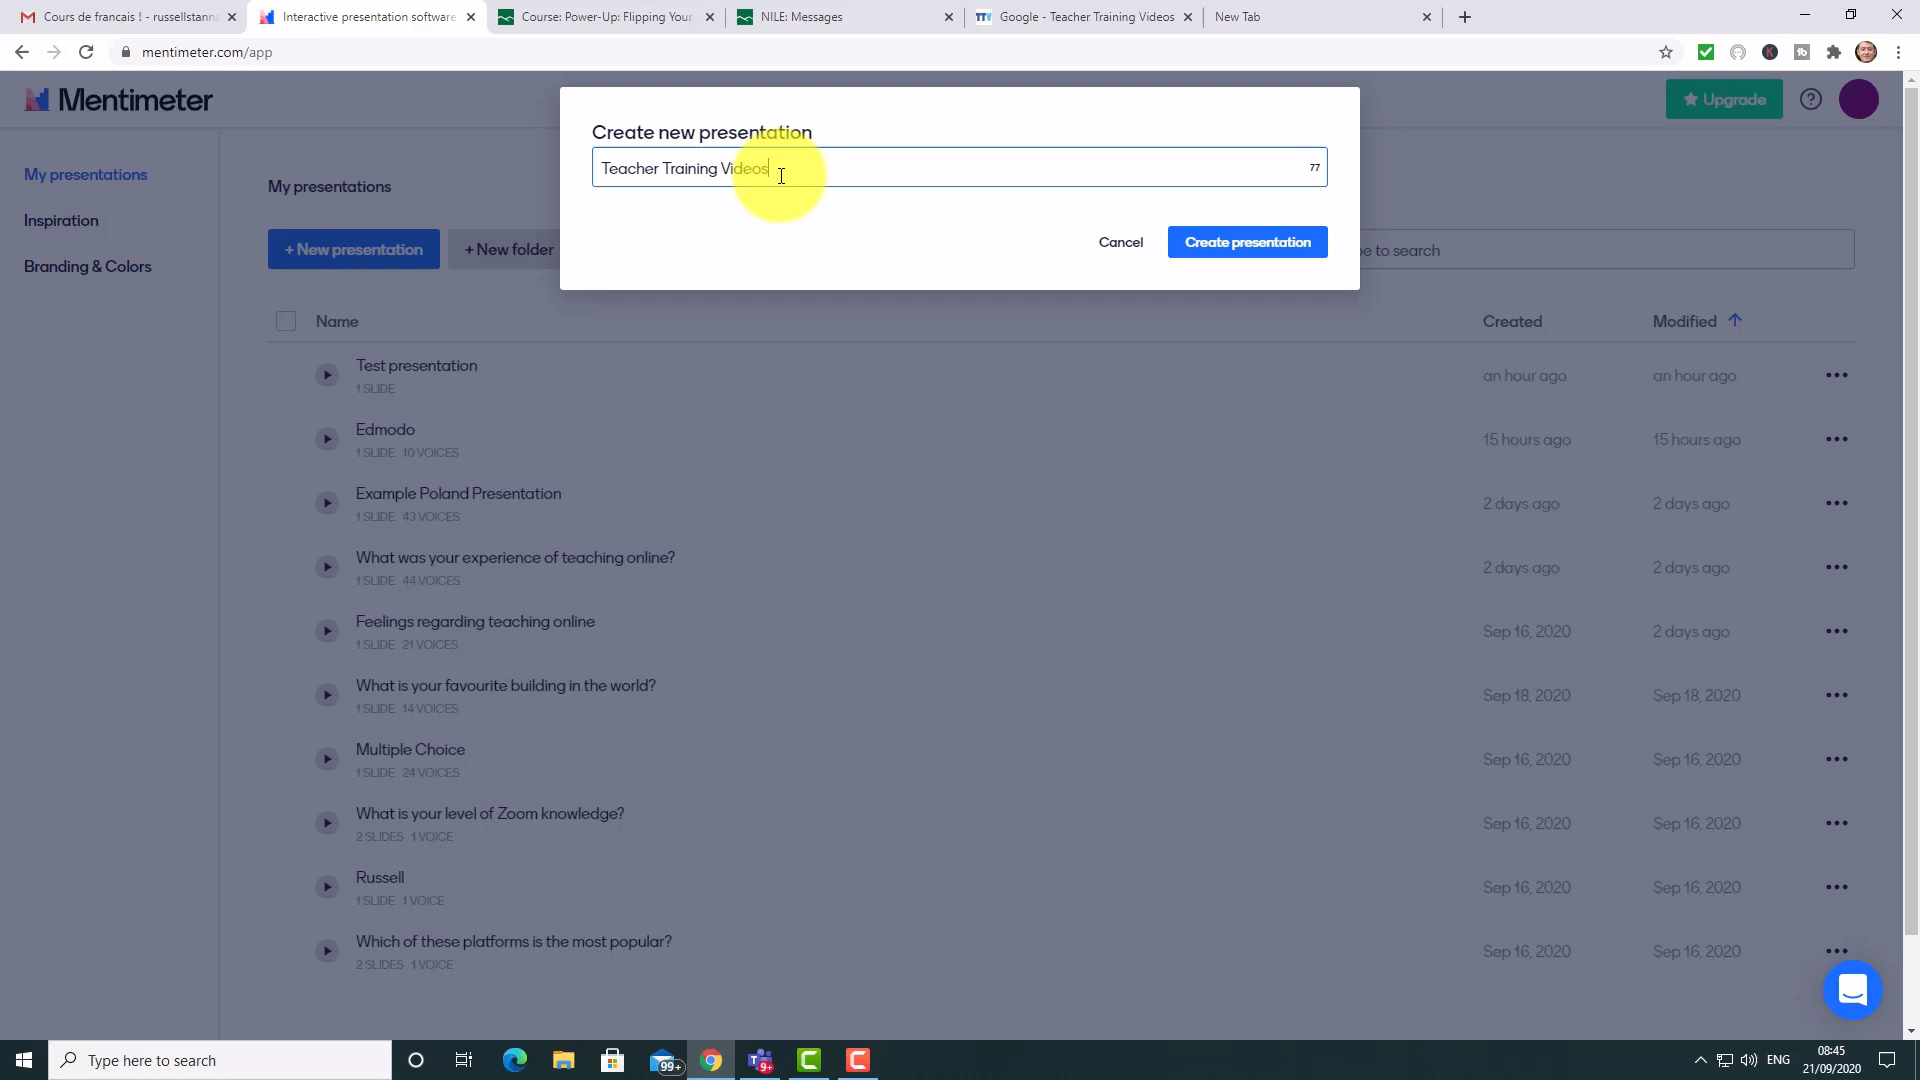 Cours de francais ! - russellstann
Interactive presentation software
Course: Power-Up: Flipping Your
NILE: Messages
Google - Teacher Training Videos
New Tab
mentimeter.com/app
Mentimeter
Upgrade
Create new presentation
Teacher Training Videos
77
Cancel
Create presentation
My presentations
Inspiration
Branding & Colors
My presentations
+ New presentation
+ New folder
to search
Name
Created
Modified
Test presentation
1 SLIDE
an hour ago
an hour ago
Edmodo
1 SLIDE 10 VOICES
15 hours ago
15 hours ago
Example Poland Presentation
1 SLIDE 43 VOICES
2 days ago
2 days ago
What was your experience of teaching online?
1 SLIDE 44 VOICES
2 days ago
2 days ago
Feelings regarding teaching online
1 SLIDE 21 VOICES
Sep 16, 2020
2 days ago
What is your favourite building in the world?
1 SLIDE 14 VOICES
Sep 18, 2020
Sep 18, 2020
Multiple Choice
1 SLIDE 24 VOICES
Sep 16, 2020
Sep 16, 2020
What is your level of Zoom knowledge?
2 SLIDES 1 VOICE
Sep 16, 2020
Sep 16, 2020
Russell
1 SLIDE 1 VOICE
Sep 16, 2020
Sep 16, 2020
Which of these platforms is the most popular?
2 SLIDES 1 VOICE
Sep 16, 2020
Sep 16, 2020
Type here to search
99+
9+
ENG
08:45
21/09/2020